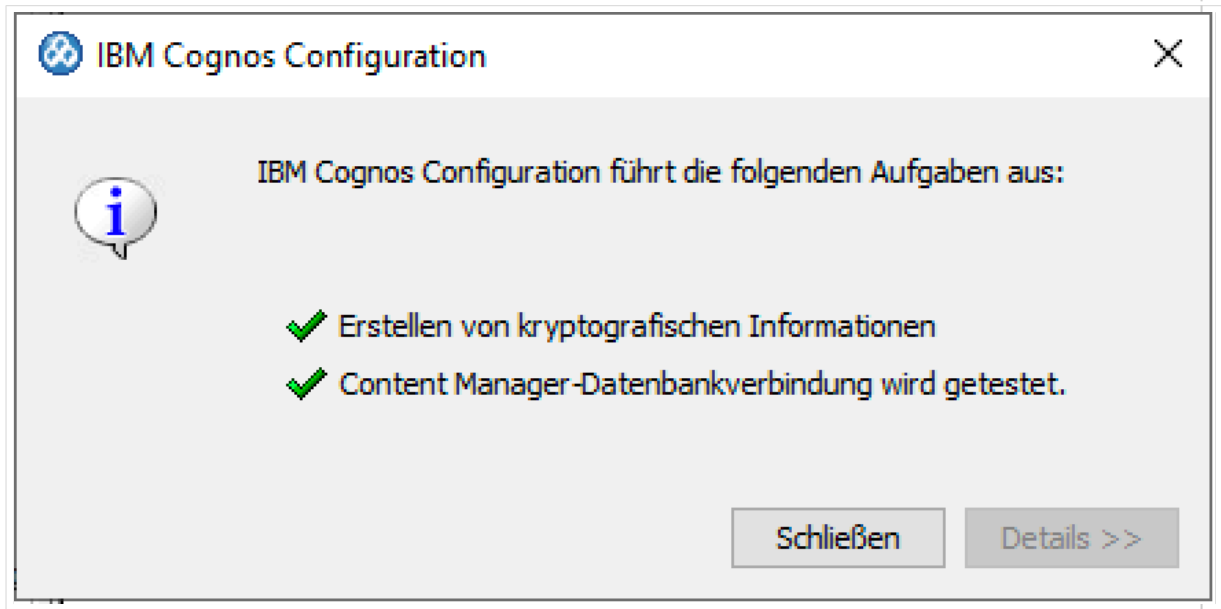 IBM Cognos Configuration
IBM Cognos Configuration führt die folgenden Aufgaben aus:
Erstellen von kryptografischen Informationen
Content Manager-Datenbankverbindung wird getestet.
Schließen
Details >>